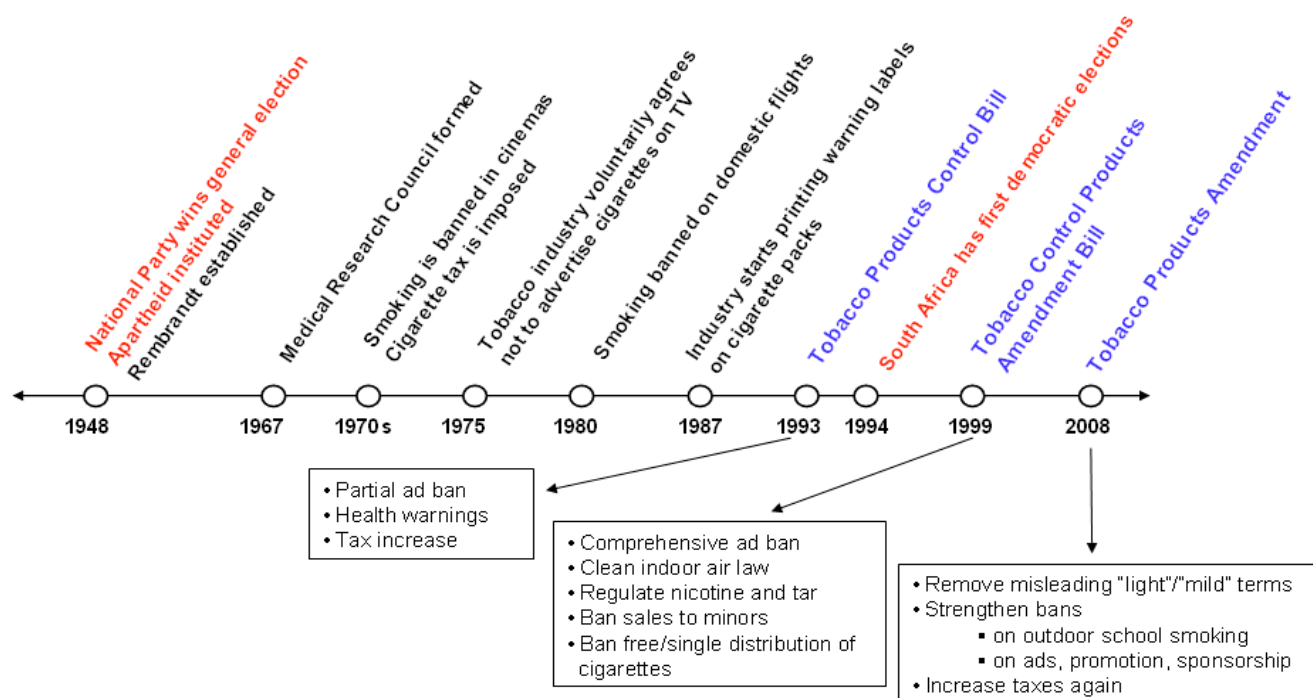 National Party wins general election
Apartheid instituted
Rembrandt established
Medical Research Council formed
Smoking is banned in cinemas
Cigarette tax is imposed
Tobacco industry voluntarily agrees
not to advertise cigarettes on TV
Smoking banned on domestic flights
Industry starts printing warning labels
on cigarette packs
Tobacco Products Control Bill
South Africa has first democratic elections
Tobacco Control Products
Amendment Bill
Tobacco Products Amendment
1948
1967
1970s
1975
1980
1987
1993
1994
1999
2008
• Partial ad ban
• Health warnings
• Tax increase
• Comprehensive ad ban
• Clean indoor air law
• Regulate nicotine and tar
• Ban sales to minors
• Ban free/single distribution of
cigarettes
• Remove misleading "light"/"mild" terms
• Strengthen bans
▪ on outdoor school smoking
▪ on ads, promotion, sponsorship
• Increase taxes again